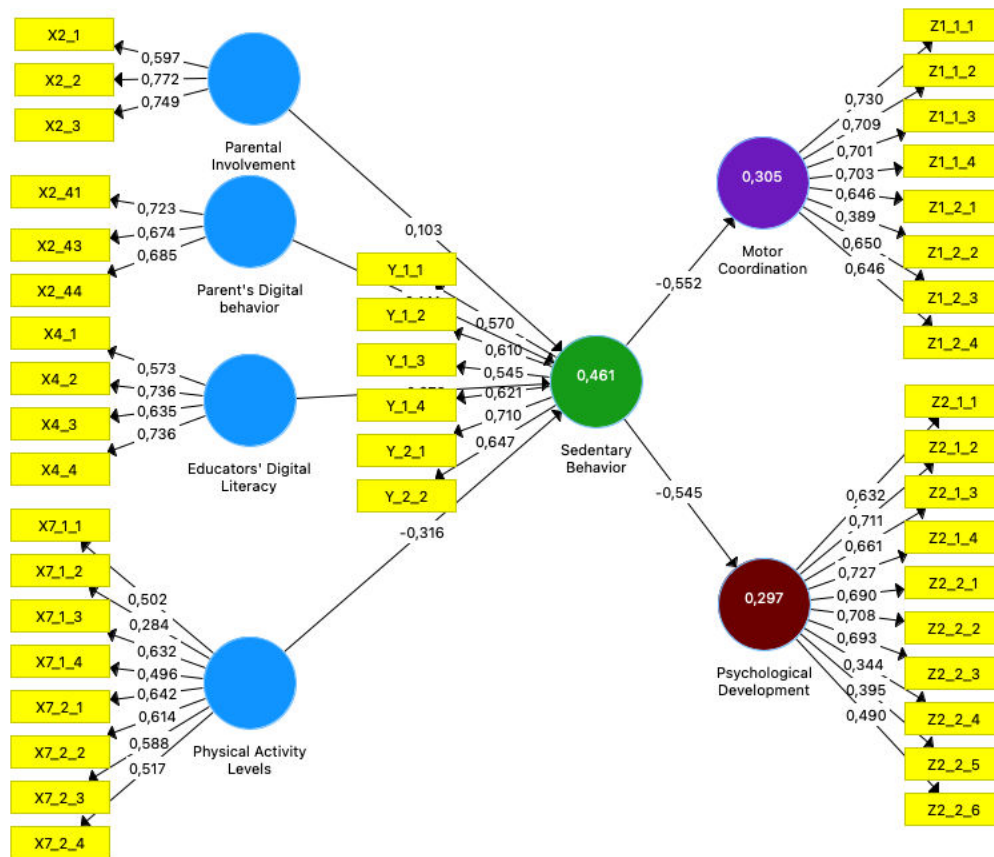 X2_1
X2_2
X2_3
0,597
0,772
0,749
Parental
Involvement
X2_41
X2_43
X2_44
0,723
0,674
0,685
Parent's Digital
behavior
X4_1
X4_2
X4_3
X4_4
0,573
0,736
0,635
0,736
Educators' Digital
Literacy
X7_1_1
X7_1_2
X7_1_3
X7_1_4
X7_2_1
X7_2_2
X7_2_3
X7_2_4
0,502
0,284
0,632
0,496
0,642
0,614
0,588
0,517
Physical Activity
Levels
0,103
-0,316
Y_1_1
Y_1_2
Y_1_3
Y_1_4
Y_2_1
Y_2_2
0,570
0,610
0,545
0,621
0,710
0,647
0,461
Sedentary
Behavior
-0,552
-0,545
0,305
Motor
Coordination
0,730
0,709
0,701
0,703
0,646
0,389
0,650
0,646
Z1_1_1
Z1_1_2
Z1_1_3
Z1_1_4
Z1_2_1
Z1_2_2
Z1_2_3
Z1_2_4
0,297
Psychological
Development
0,632
0,711
0,661
0,727
0,690
0,708
0,693
0,344
0,395
0,490
Z2_1_1
Z2_1_2
Z2_1_3
Z2_1_4
Z2_2_1
Z2_2_2
Z2_2_3
Z2_2_4
Z2_2_5
Z2_2_6